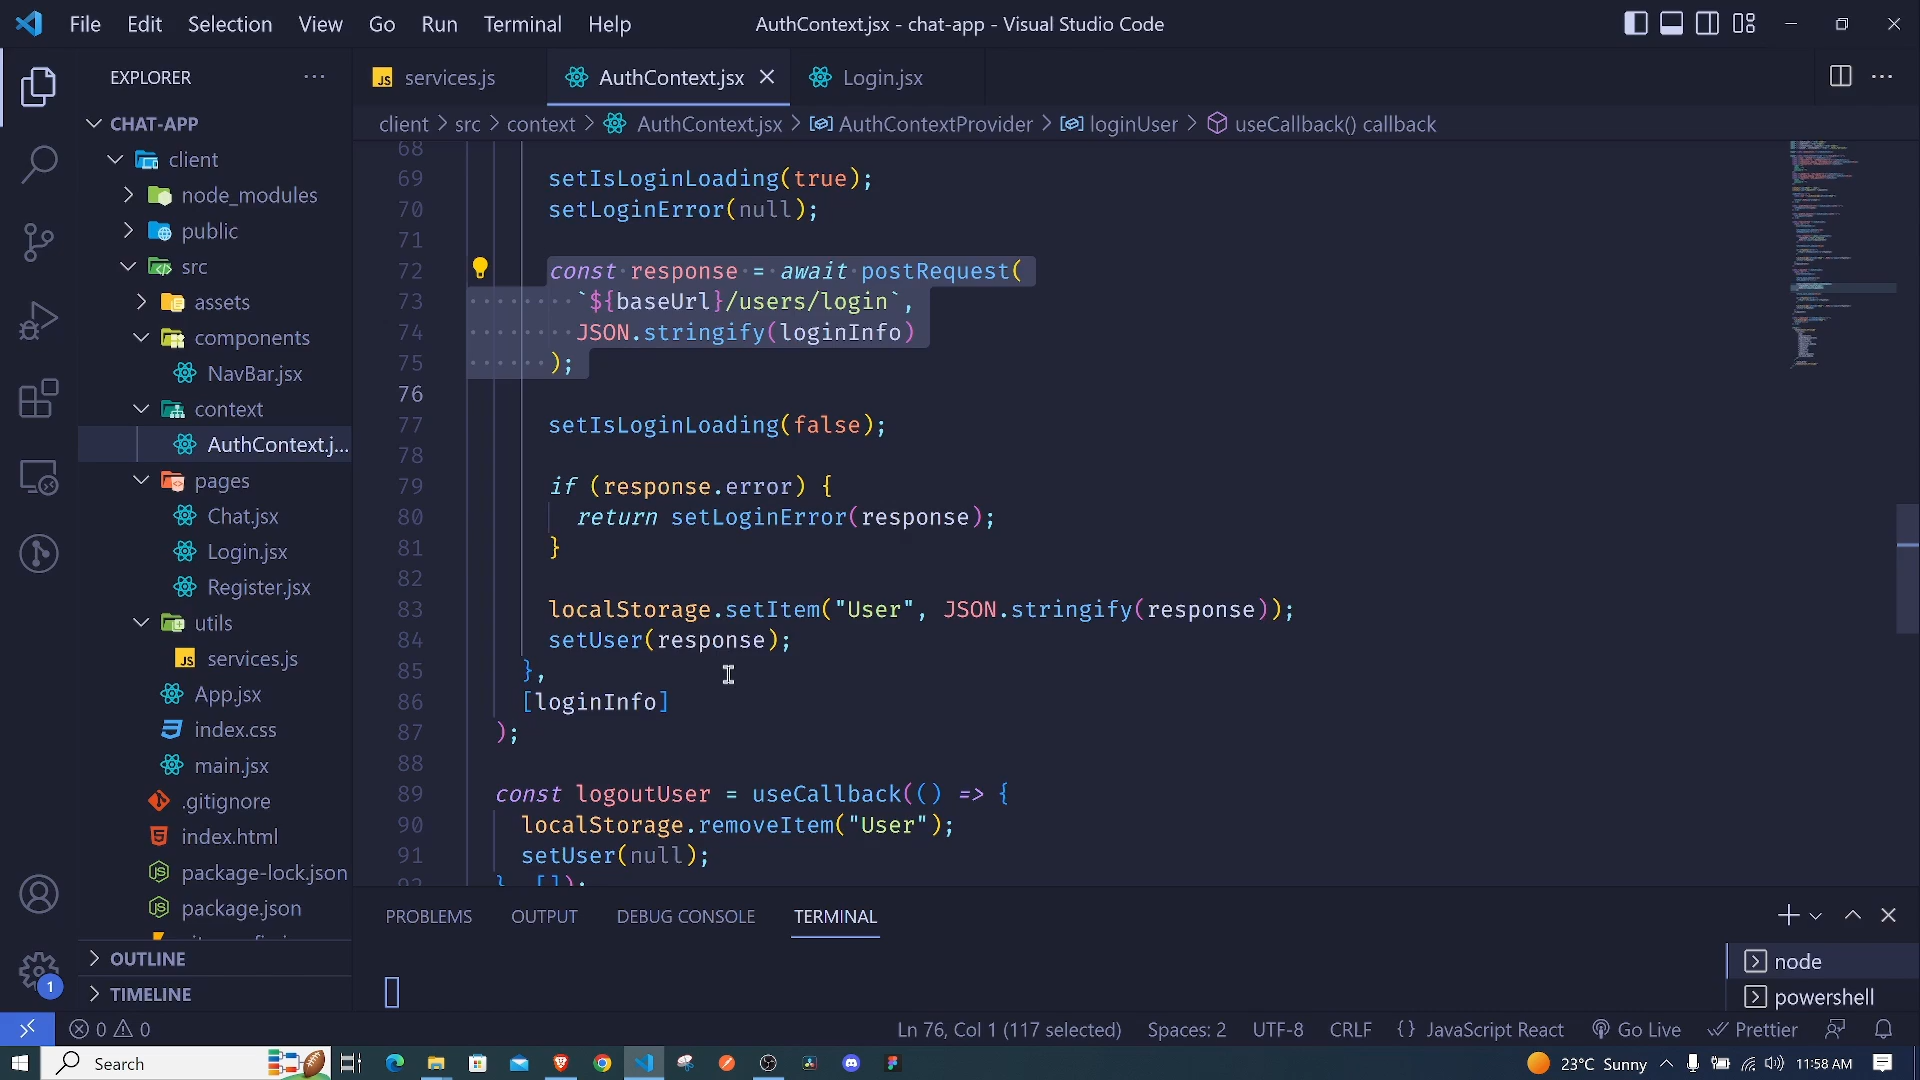 File Edit Selection View Go Run Terminal Help
AuthContext.jsx - chat-app - Visual Studio Code
EXPLORER
CHAT-APP
client
node_modules
public
src
assets
components
NavBar.jsx
context
AuthContext.j...
pages
Chat.jsx
Login.jsx
Register.jsx
utils
JS services.js
App.jsx
index.css
main.jsx
.gitignore
index.html
package-lock.json
package.json
OUTLINE
TIMELINE
JS services.js
AuthContext.jsx
Login.jsx
client > src > context > AuthContext.jsx > AuthContextProvider > loginUser > useCallback() callback
68
69 setIsLoginLoading(true);
70 setLoginError(null);
71
72 const response = await postRequest(
73 `${baseUrl}/users/login`,
74 JSON.stringify(loginInfo)
75 );
76
77 setIsLoginLoading(false);
78
79 if (response.error) {
80 return setLoginError(response);
81 }
82
83 localStorage.setItem("User", JSON.stringify(response));
84 setUser(response);
85 },
86 [loginInfo]
87 );
88
89 const logoutUser = useCallback(() => {
90 localStorage.removeItem("User");
91 setUser(null);
92 }, []);
PROBLEMS OUTPUT DEBUG CONSOLE TERMINAL
node
powershell
1
0 0
Ln 76, Col 1 (117 selected) Spaces: 2 UTF-8 CRLF {} JavaScript React Go Live Prettier
Search
23°C Sunny
11:58 AM